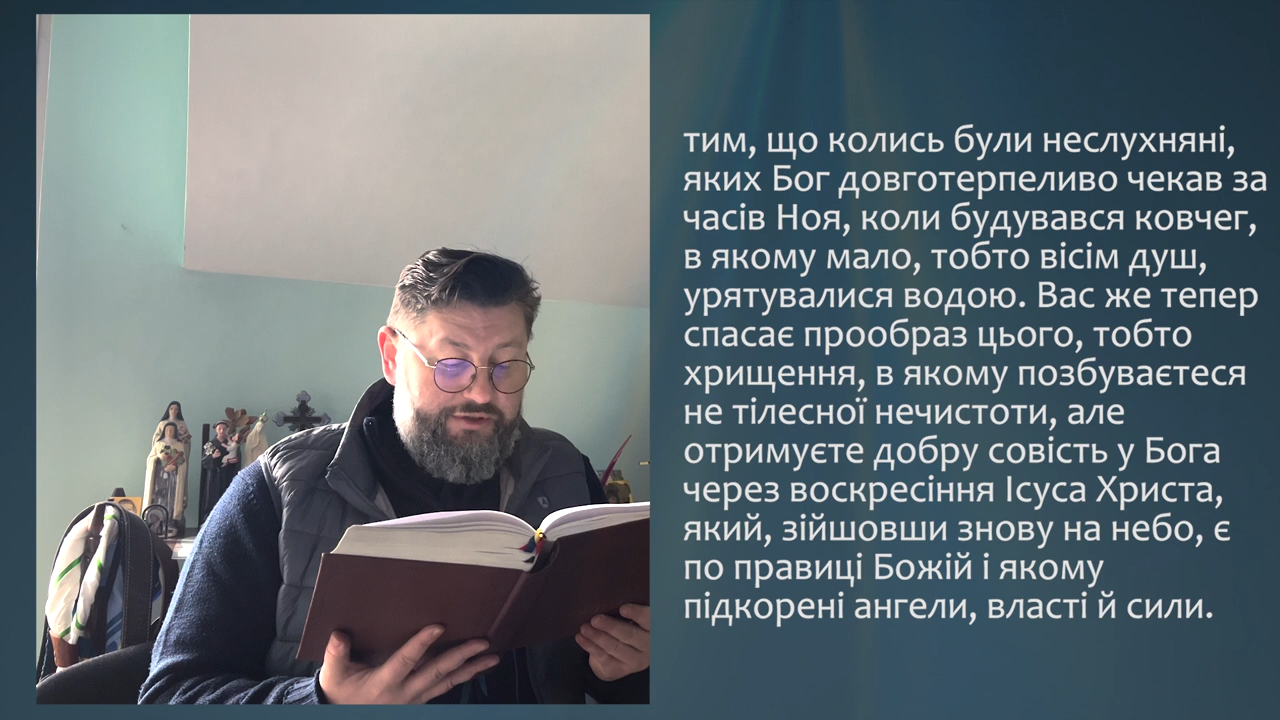 тим, що колись були неслухняні,
яких Бог довготерпеливо чекав за
часів Ноя, коли будувався ковчег,
в якому мало, тобто вісім душ,
урятувалися водою. Вас же тепер
спасає прообраз цього, тобто
хрищення, в якому позбуваєтеся
не тілесної нечистоти, але
отримуєте добру совість у Бога
через воскресіння Ісуса Христа,
який, зійшовши знову на небо, є
по правиці Божій і якому
підкорені ангели, власті й сили.